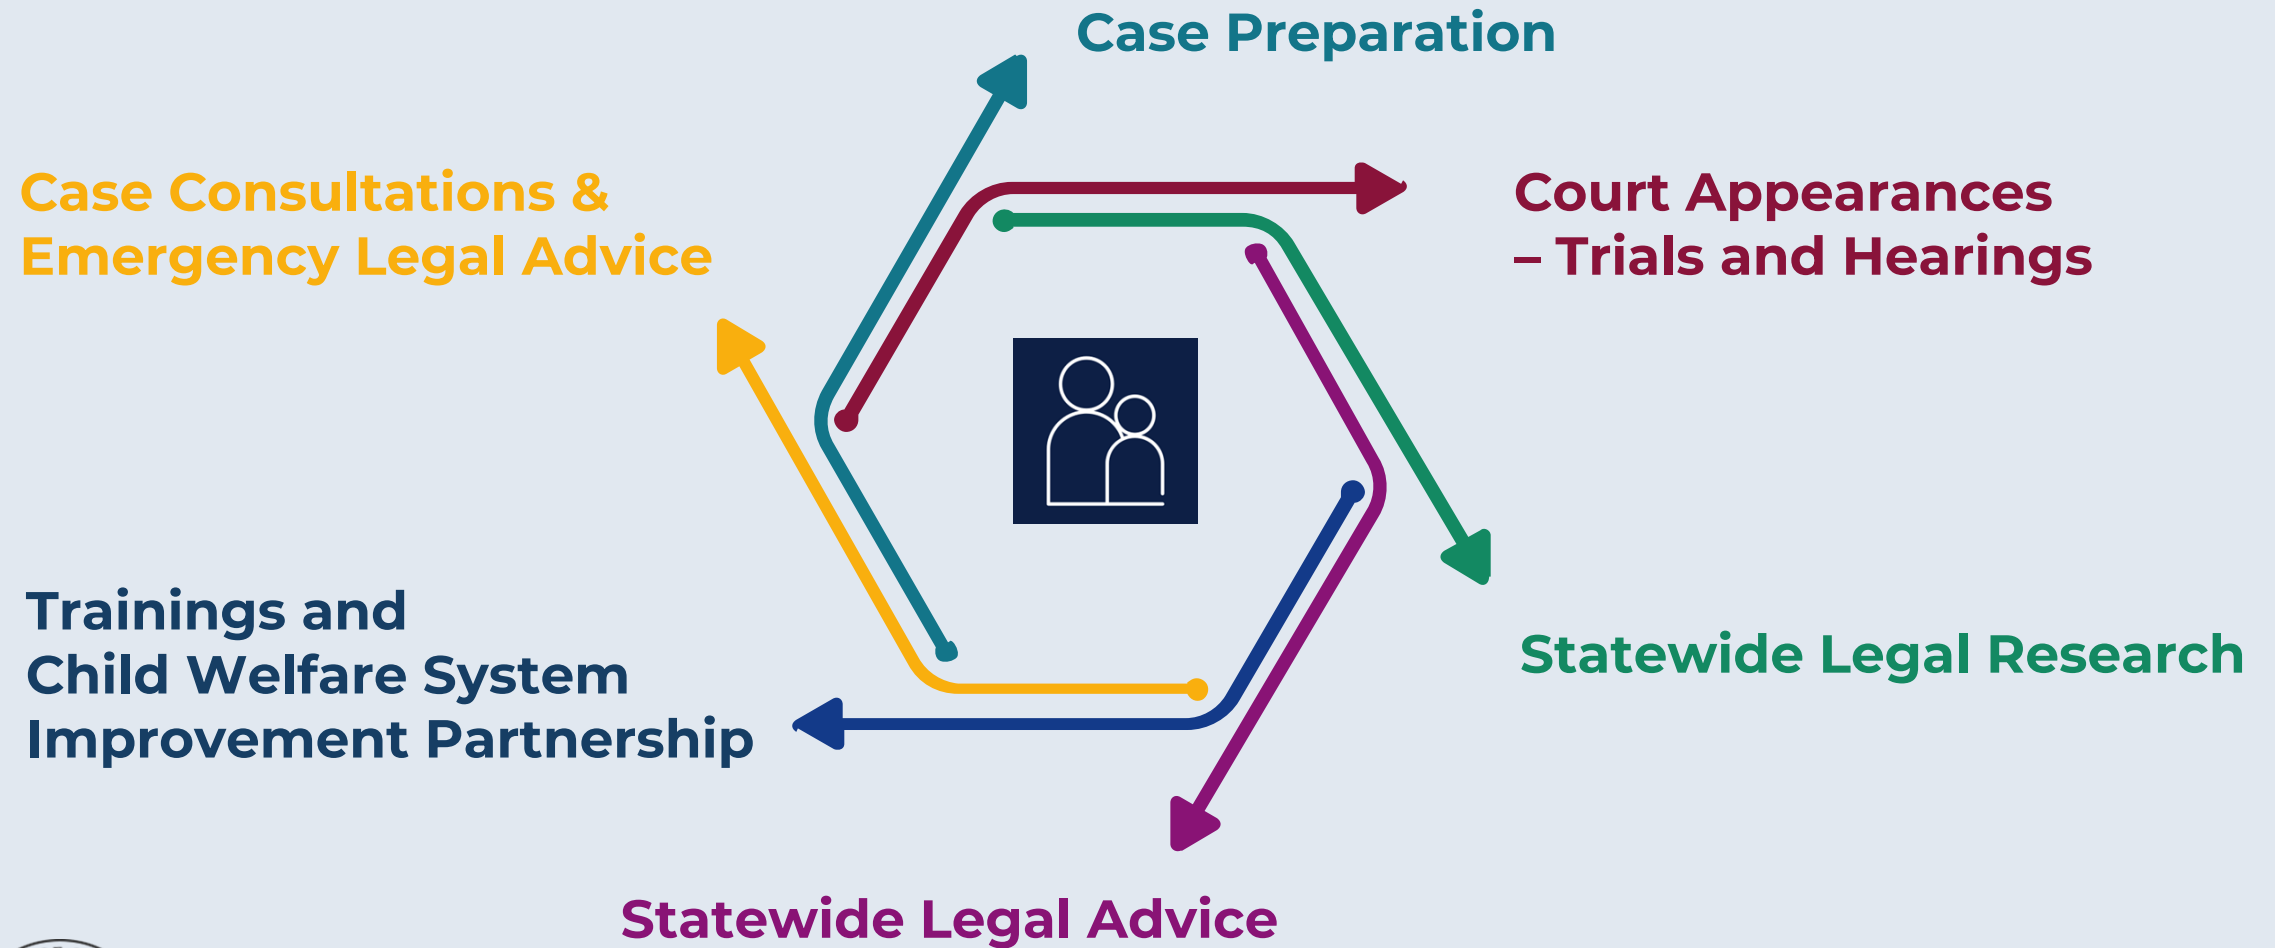 Case Preparation
Case Consultations &
Emergency Legal Advice
Court Appearances
– Trials and Hearings
Trainings and
Child Welfare System
Improvement Partnership
Statewide Legal Research
Statewide Legal Advice